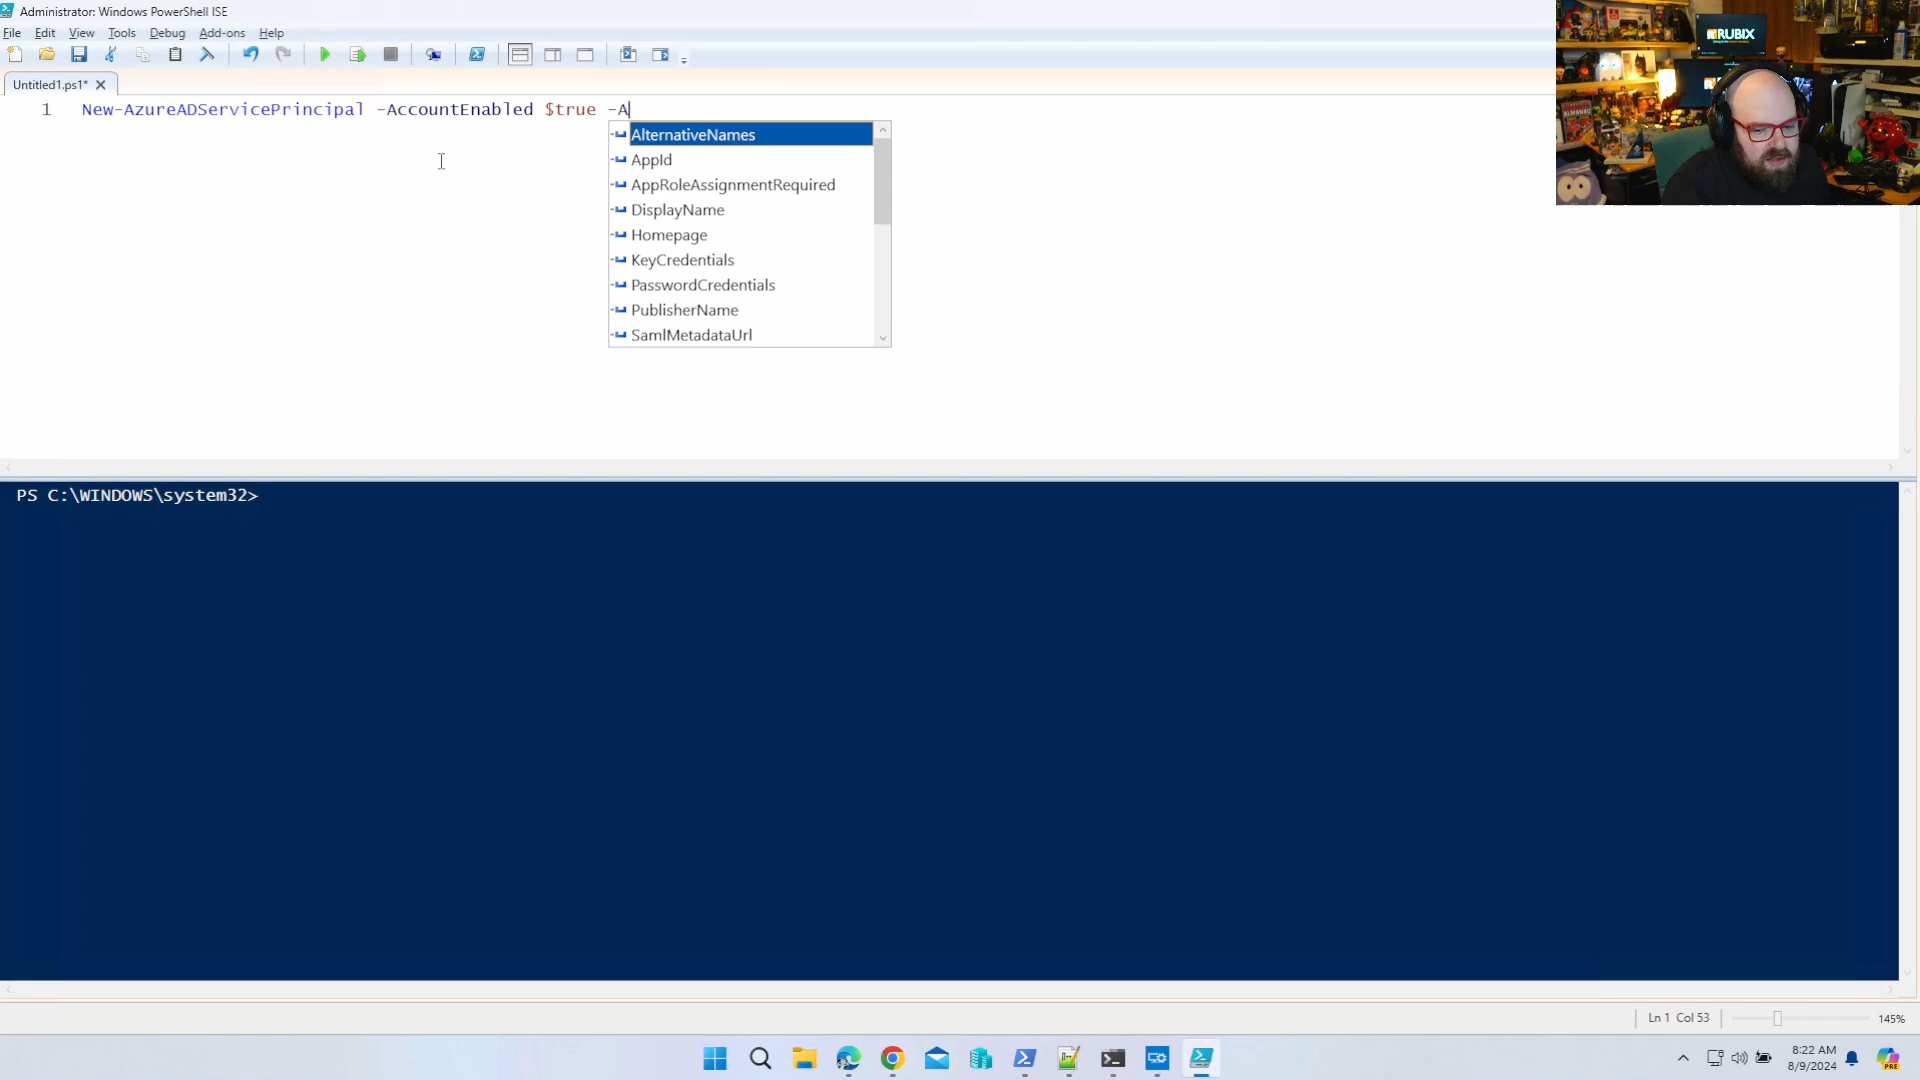 Administrator: Windows PowerShell ISE
File Edit View Tools Debug Add-ons Help
Untitled1.ps1*
1 New-AzureADServicePrincipal -AccountEnabled $true -A
AlternativeNames
AppId
AppRoleAssignmentRequired
DisplayName
Homepage
KeyCredentials
PasswordCredentials
PublisherName
SamlMetadataUrl
RUBIX
PS C:\WINDOWS\system32>
Ln 1 Col 53
145%
8:22 AM
8/9/2024
PRE